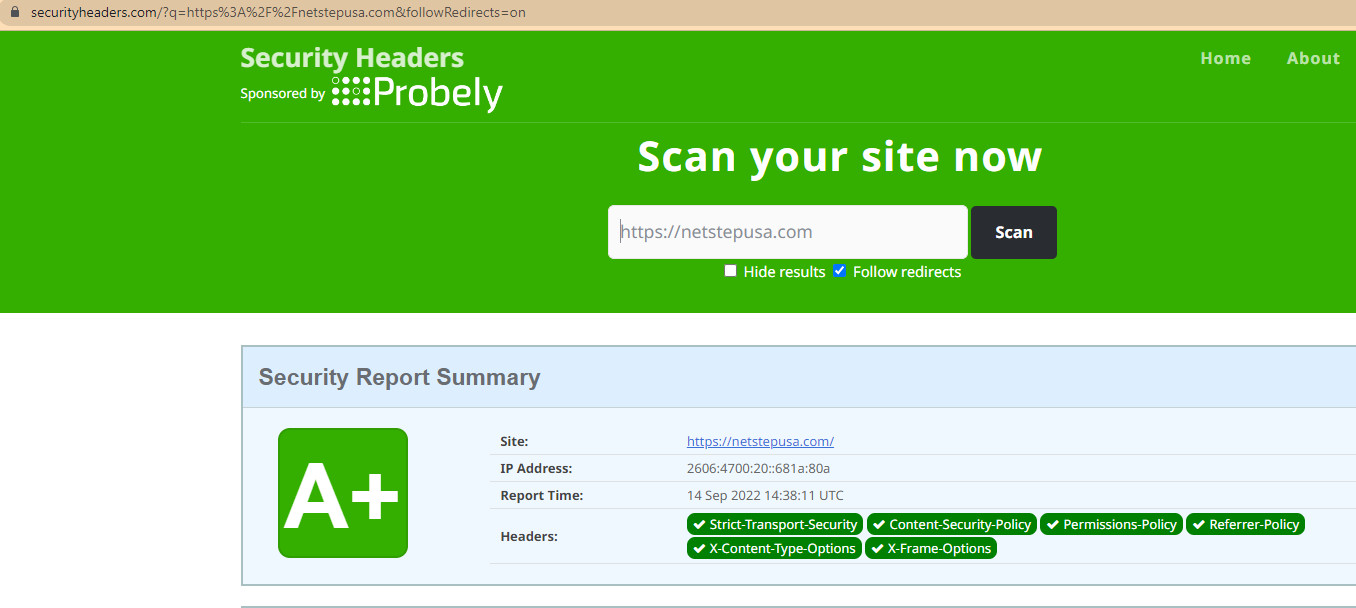 securityheaders.com/?q=https%3A%2F%2Fnetstepusa.com&followRedirects=on
Security Headers
Home About
Sponsored by Probely
Scan your site now
https://netstepusa.com Scan
Hide results Follow redirects
Security Report Summary
A+
Site: https://netstepusa.com/
IP Address: 2606:4700:20::681a:80a
Report Time: 14 Sep 2022 14:38:11 UTC
Headers: Strict-Transport-Security Content-Security-Policy Permissions-Policy Referrer-Policy
X-Content-Type-Options X-Frame-Options